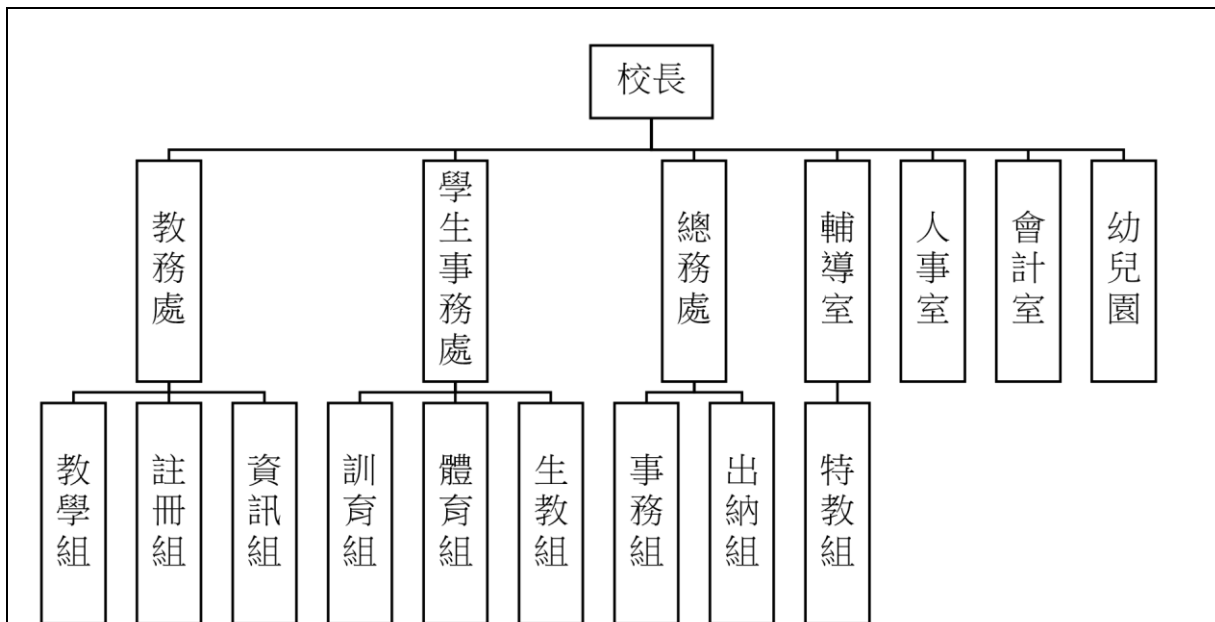 校長
教務處
學生事務處
總務處
輔導室
人事室
會計室
幼兒園
教學組
註冊組
資訊組
訓育組
體育組
生教組
事務組
出納組
特教組